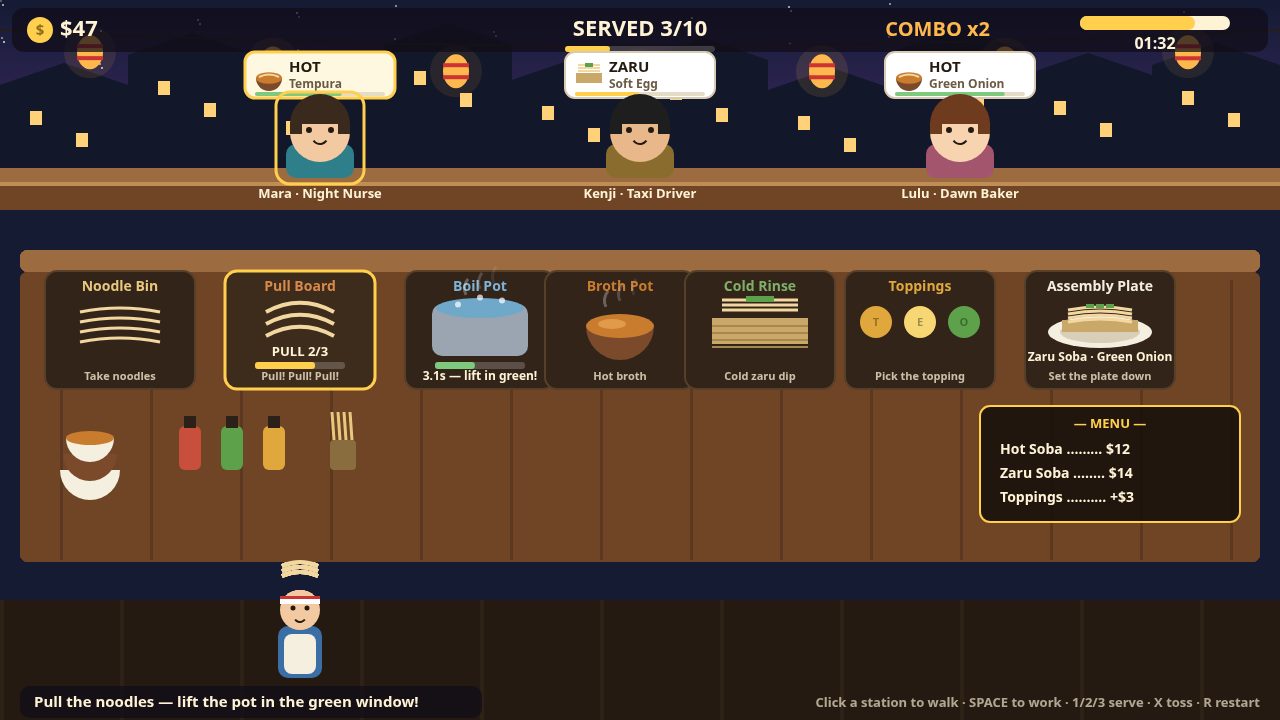 $ $47
SERVED 3/10
COMBO x2
01:32
HOT
Tempura
ZARU
Soft Egg
HOT
Green Onion
Mara · Night Nurse
Kenji · Taxi Driver
Lulu · Dawn Baker
Noodle Bin
Take noodles
Pull Board
PULL 2/3
Pull! Pull! Pull!
Boil Pot
3.1s — lift in green!
Broth Pot
Hot broth
Cold Rinse
Cold zaru dip
Toppings
T E O
Pick the topping
Assembly Plate
Zaru Soba · Green Onion
Set the plate down
— MENU —
Hot Soba ......... $12
Zaru Soba ........ $14
Toppings .......... +$3
Pull the noodles — lift the pot in the green window!
Click a station to walk · SPACE to work · 1/2/3 serve · X toss · R restart